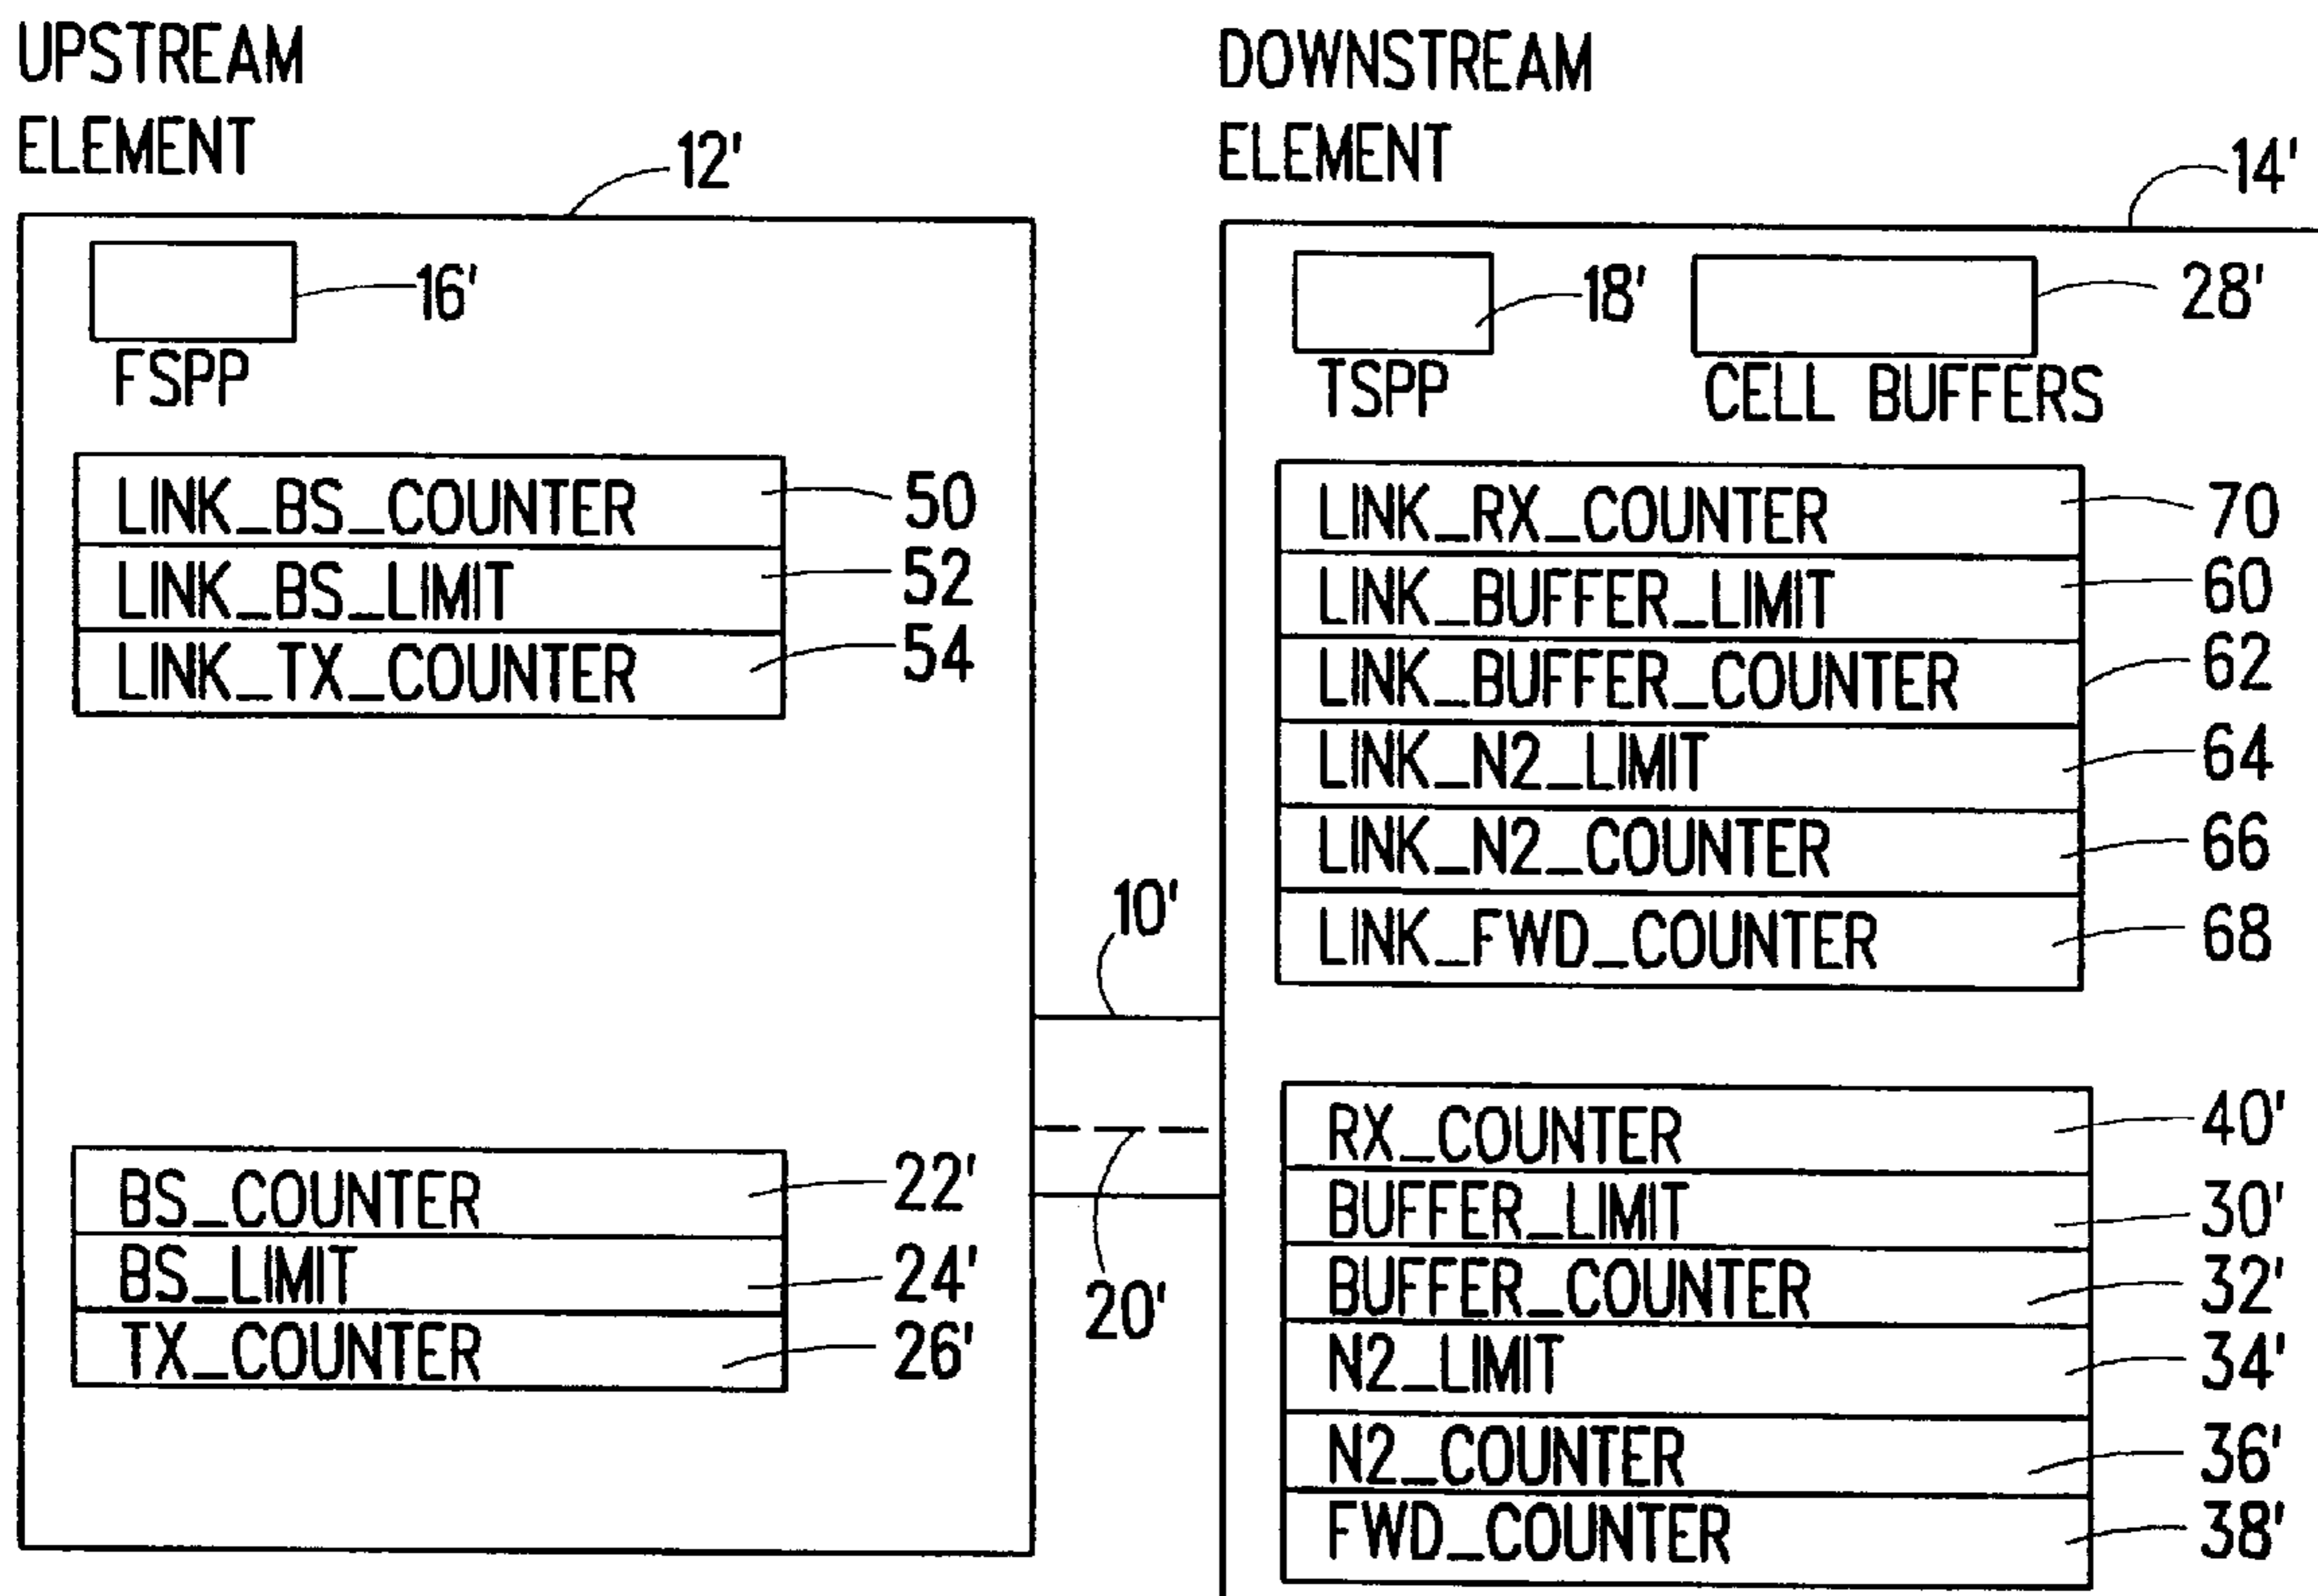 UPSTREAM
ELEMENT
12'
16'
FSPP
LINK_BS_COUNTER 50
LINK_BS_LIMIT 52
LINK_TX_COUNTER 54
BS_COUNTER 22'
BS_LIMIT 24'
TX_COUNTER 26'
10'
20'
DOWNSTREAM
ELEMENT
14'
18'
28'
TSPP
CELL BUFFERS
LINK_RX_COUNTER 70
LINK_BUFFER_LIMIT 60
LINK_BUFFER_COUNTER 62
LINK_N2_LIMIT 64
LINK_N2_COUNTER 66
LINK_FWD_COUNTER 68
RX_COUNTER 40'
BUFFER_LIMIT 30'
BUFFER_COUNTER 32'
N2_LIMIT 34'
N2_COUNTER 36'
FWD_COUNTER 38'